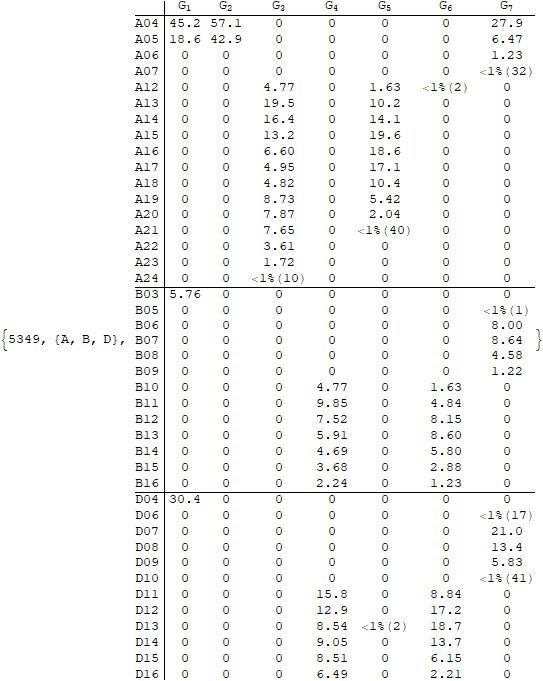 G₁ G₂ G₃ G₄ G₅ G₆ G₇
A04 45.2 57.1 0 0 0 0 27.9
A05 18.6 42.9 0 0 0 0 6.47
A06 0 0 0 0 0 0 1.23
A07 0 0 0 0 0 0 <1%(32)
A12 0 0 4.77 0 1.63 <1%(2) 0
A13 0 0 19.5 0 10.2 0 0
A14 0 0 16.4 0 14.1 0 0
A15 0 0 13.2 0 19.6 0 0
A16 0 0 6.60 0 18.6 0 0
A17 0 0 4.95 0 17.1 0 0
A18 0 0 4.82 0 10.4 0 0
A19 0 0 8.73 0 5.42 0 0
A20 0 0 7.87 0 2.04 0 0
A21 0 0 7.65 0 <1%(40) 0 0
A22 0 0 3.61 0 0 0 0
A23 0 0 1.72 0 0 0 0
A24 0 0 <1%(10) 0 0 0 0
B03 5.76 0 0 0 0 0 0
B05 0 0 0 0 0 0 <1%(1)
B06 0 0 0 0 0 0 8.00
{5349, {A, B, D}, B07 0 0 0 0 0 0 8.64 }
B08 0 0 0 0 0 0 4.58
B09 0 0 0 0 0 0 1.22
B10 0 0 0 4.77 0 1.63 0
B11 0 0 0 9.85 0 4.84 0
B12 0 0 0 7.52 0 8.15 0
B13 0 0 0 5.91 0 8.60 0
B14 0 0 0 4.69 0 5.80 0
B15 0 0 0 3.68 0 2.88 0
B16 0 0 0 2.24 0 1.23 0
D04 30.4 0 0 0 0 0 0
D06 0 0 0 0 0 0 <1%(17)
D07 0 0 0 0 0 0 21.0
D08 0 0 0 0 0 0 13.4
D09 0 0 0 0 0 0 5.83
D10 0 0 0 0 0 0 <1%(41)
D11 0 0 0 15.8 0 8.84 0
D12 0 0 0 12.9 0 17.2 0
D13 0 0 0 8.54 <1%(2) 18.7 0
D14 0 0 0 9.05 0 13.7 0
D15 0 0 0 8.51 0 6.15 0
D16 0 0 0 6.49 0 2.21 0